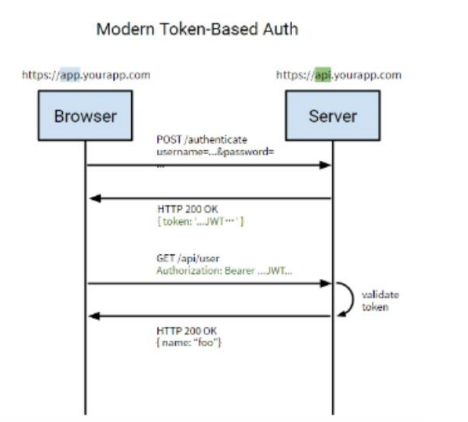 Modern Token-Based Auth
https://app.yourapp.com
https://api.yourapp.com
Browser
Server
POST /authenticate
username=...&password=
...
HTTP 200 OK
{ token: '...JWT...' }
GET /api/user
Authorization: Bearer ...JWT...
validate
token
HTTP 200 OK
{ name: "foo"}